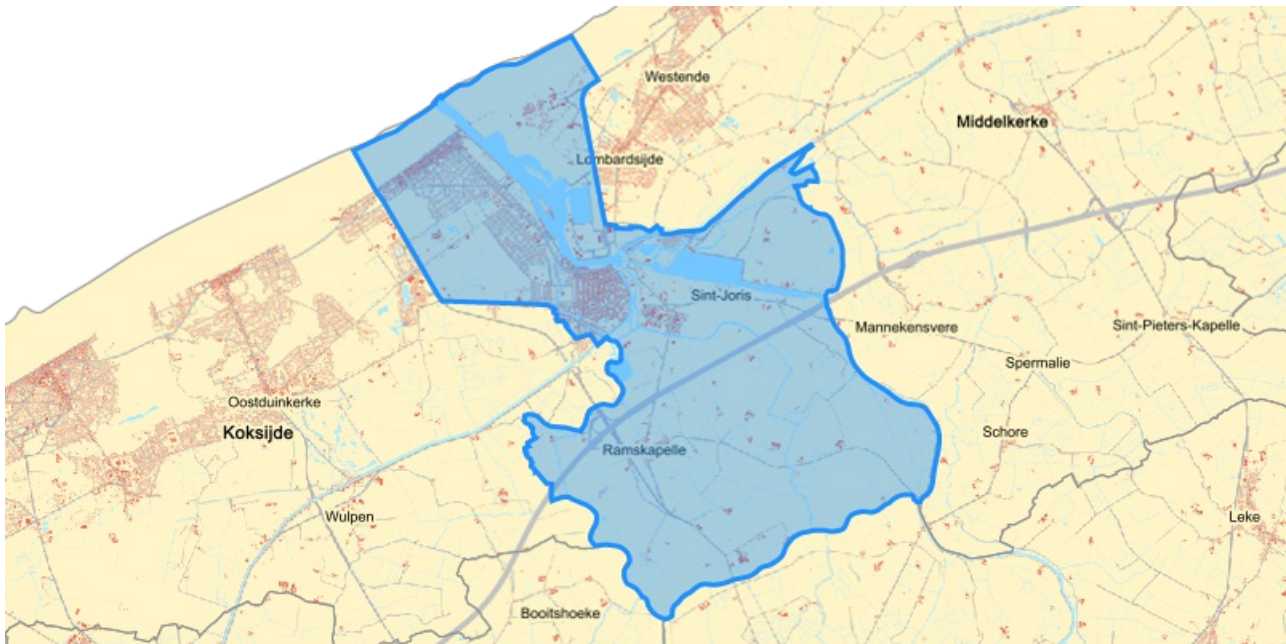 Westende
Middelkerke
Lombardsijde
Sint-Joris
Mannekensvere
Sint-Pieters-Kapelle
Spermalie
Oostduinkerke
Koksijde
Schore
Ramskapelle
Wulpen
Leke
Booitshoeke